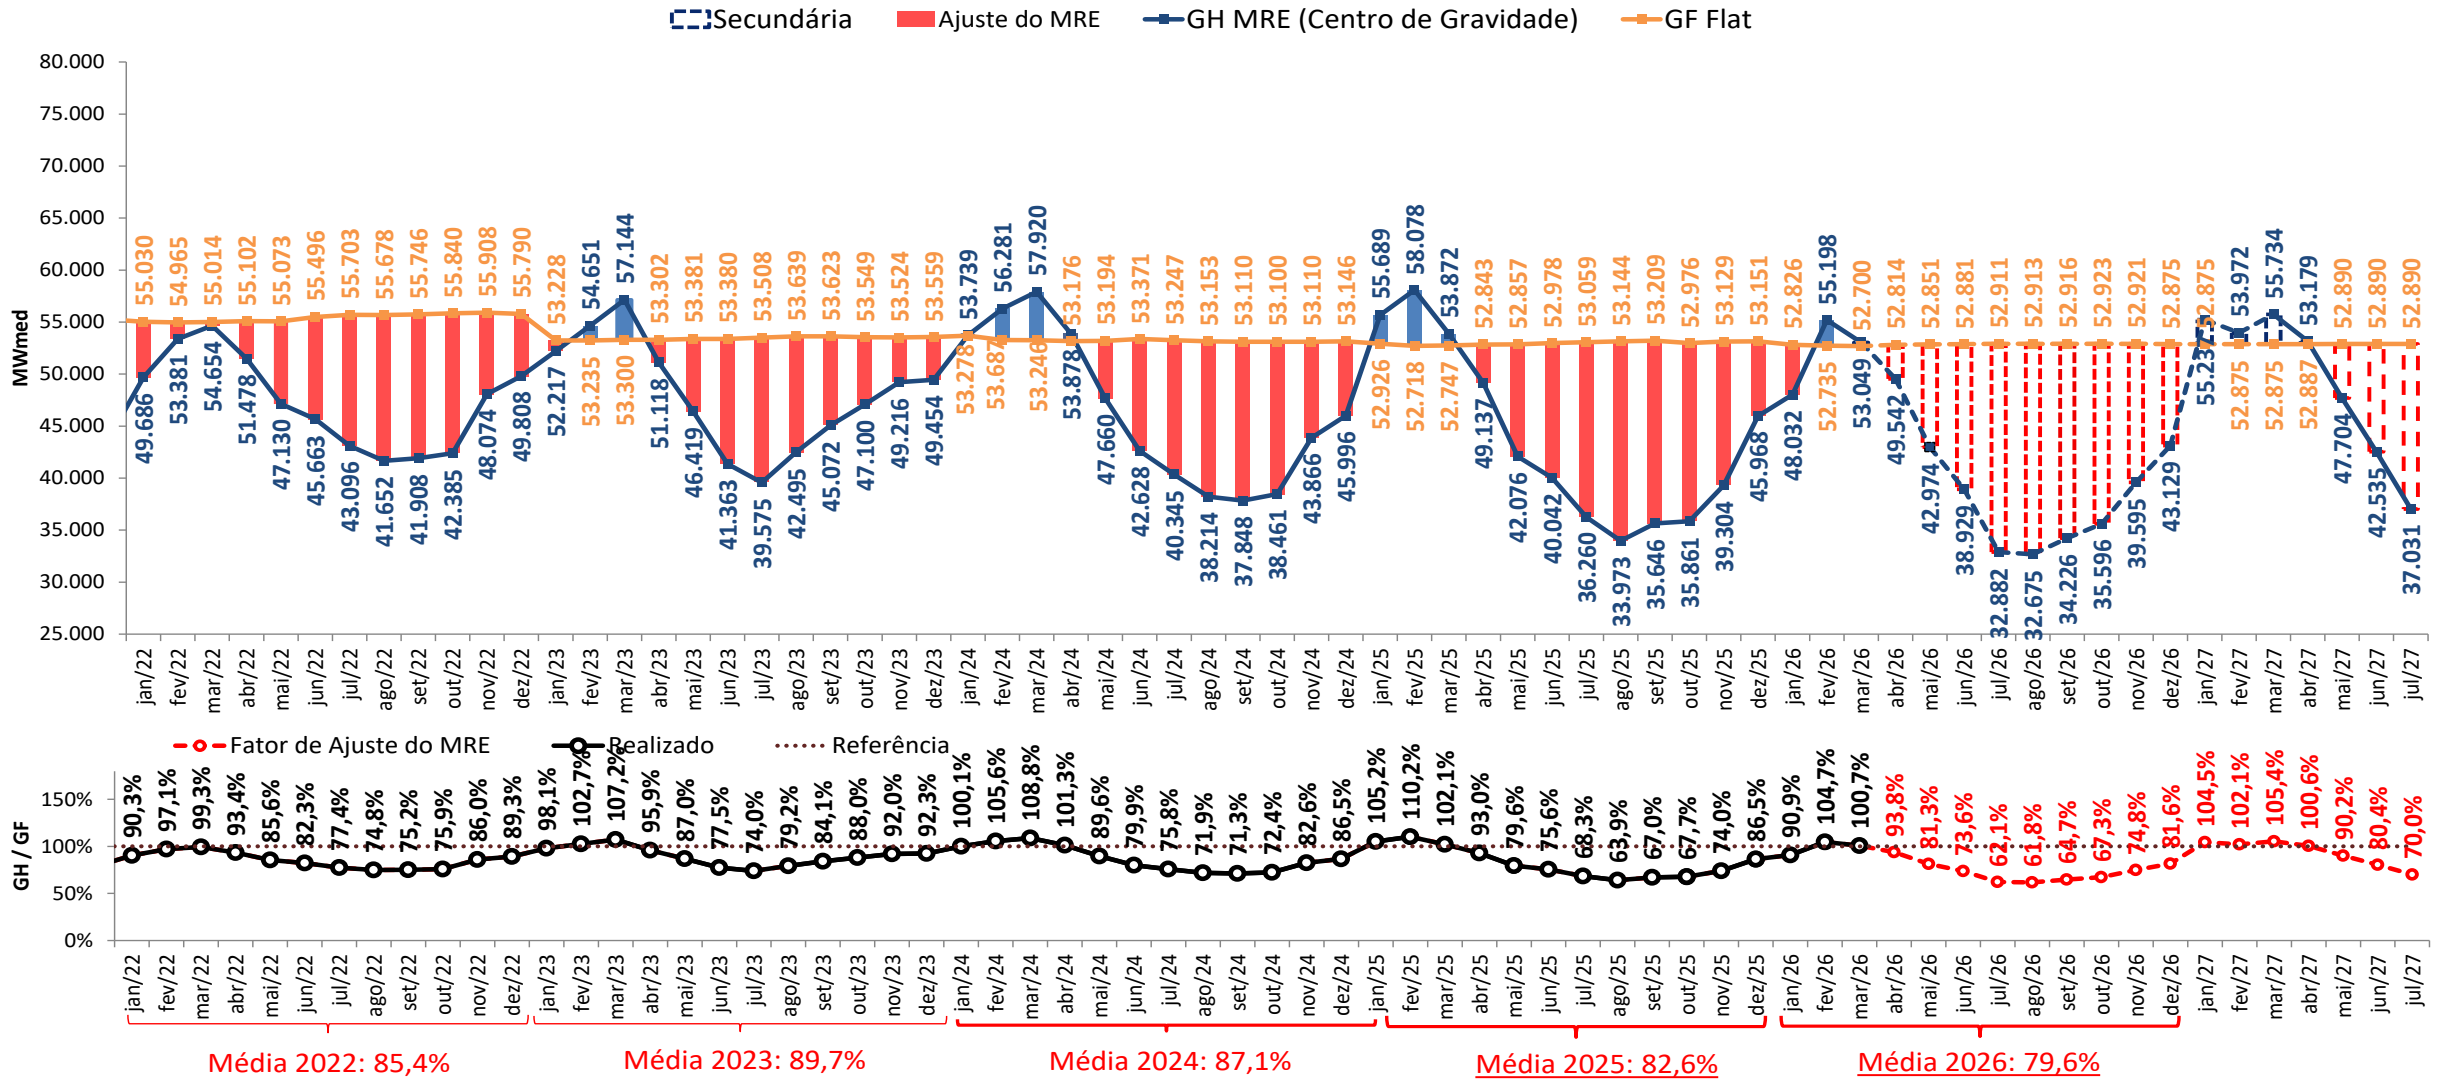 Secundária Ajuste do MRE GH MRE (Centro de Gravidade) GF Flat
MWmed
80.000
75.000
70.000
65.000
60.000
55.000
50.000
45.000
40.000
35.000
30.000
25.000
55.030 54.965 55.014 55.102 55.073 55.496 55.703 55.678 55.746 55.840 55.908 55.790 53.228 54.651 57.144 53.302 53.381 53.380 53.508 53.639 53.623 53.549 53.524 53.559 53.739 56.281 57.920 53.176 53.194 53.371 53.247 53.153 53.110 53.100 53.110 53.146 55.689 58.078 53.872 52.843 52.857 52.978 53.059 53.144 53.209 52.976 53.129 53.151 52.826 55.198 52.700 52.814 52.851 52.881 52.911 52.913 52.916 52.923 52.921 52.875 52.875 53.972 55.734 53.179 52.890 52.890 52.890
49.686 53.381 54.654 51.478 47.130 45.663 43.096 41.652 41.908 42.385 48.074 49.808 52.217 53.235 53.300 51.118 46.419 41.363 39.575 42.495 45.072 47.100 49.216 49.454 53.278 53.687 53.246 53.878 47.660 42.628 40.345 38.214 37.848 38.461 43.866 45.996 52.926 52.718 52.747 49.137 42.076 40.042 36.260 33.973 35.646 35.861 39.304 45.968 48.032 52.735 53.049 49.542 42.974 38.929 32.882 32.675 34.226 35.596 39.595 43.129 55.237 52.875 52.875 52.887 47.704 42.535 37.031
jan/22 fev/22 mar/22 abr/22 mai/22 jun/22 jul/22 ago/22 set/22 out/22 nov/22 dez/22 jan/23 fev/23 mar/23 abr/23 mai/23 jun/23 jul/23 ago/23 set/23 out/23 nov/23 dez/23 jan/24 fev/24 mar/24 abr/24 mai/24 jun/24 jul/24 ago/24 set/24 out/24 nov/24 dez/24 jan/25 fev/25 mar/25 abr/25 mai/25 jun/25 jul/25 ago/25 set/25 out/25 nov/25 dez/25 jan/26 fev/26 mar/26 abr/26 mai/26 jun/26 jul/26 ago/26 set/26 out/26 nov/26 dez/26 jan/27 fev/27 mar/27 abr/27 mai/27 jun/27 jul/27
Fator de Ajuste do MRE Realizado Referência
GH / GF
150%
100%
50%
0%
90,3% 97,1% 99,3% 93,4% 85,6% 82,3% 77,4% 74,8% 75,2% 75,9% 86,0% 89,3% 98,1% 102,7% 107,2% 95,9% 87,0% 77,5% 74,0% 79,2% 84,1% 88,0% 92,0% 92,3% 100,1% 105,6% 108,8% 101,3% 89,6% 79,9% 75,8% 71,9% 71,3% 72,4% 82,6% 86,5% 105,2% 110,2% 102,1% 93,0% 79,6% 75,6% 68,3% 63,9% 67,0% 67,7% 74,0% 86,5% 90,9% 104,7% 100,7% 93,8% 81,3% 73,6% 62,1% 61,8% 64,7% 67,3% 74,8% 81,6% 104,5% 102,1% 105,4% 100,6% 90,2% 80,4% 70,0%
jan/22 fev/22 mar/22 abr/22 mai/22 jun/22 jul/22 ago/22 set/22 out/22 nov/22 dez/22 jan/23 fev/23 mar/23 abr/23 mai/23 jun/23 jul/23 ago/23 set/23 out/23 nov/23 dez/23 jan/24 fev/24 mar/24 abr/24 mai/24 jun/24 jul/24 ago/24 set/24 out/24 nov/24 dez/24 jan/25 fev/25 mar/25 abr/25 mai/25 jun/25 jul/25 ago/25 set/25 out/25 nov/25 dez/25 jan/26 fev/26 mar/26 abr/26 mai/26 jun/26 jul/26 ago/26 set/26 out/26 nov/26 dez/26 jan/27 fev/27 mar/27 abr/27 mai/27 jun/27 jul/27
Média 2022: 85,4% Média 2023: 89,7% Média 2024: 87,1% Média 2025: 82,6% Média 2026: 79,6%